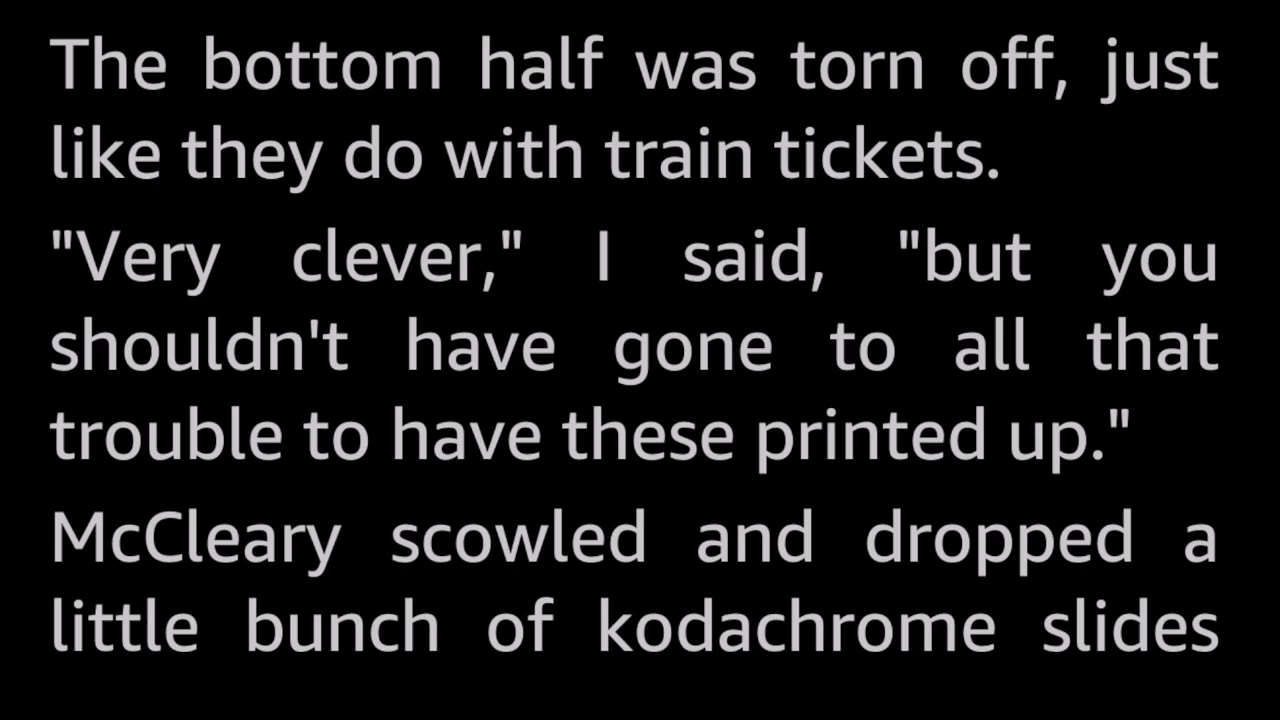 The bottom half was torn off, just
like they do with train tickets.
"Very clever," I said, "but you
shouldn't have gone to all that
trouble to have these printed up."
McCleary scowled and dropped a
little bunch of kodachrome slides